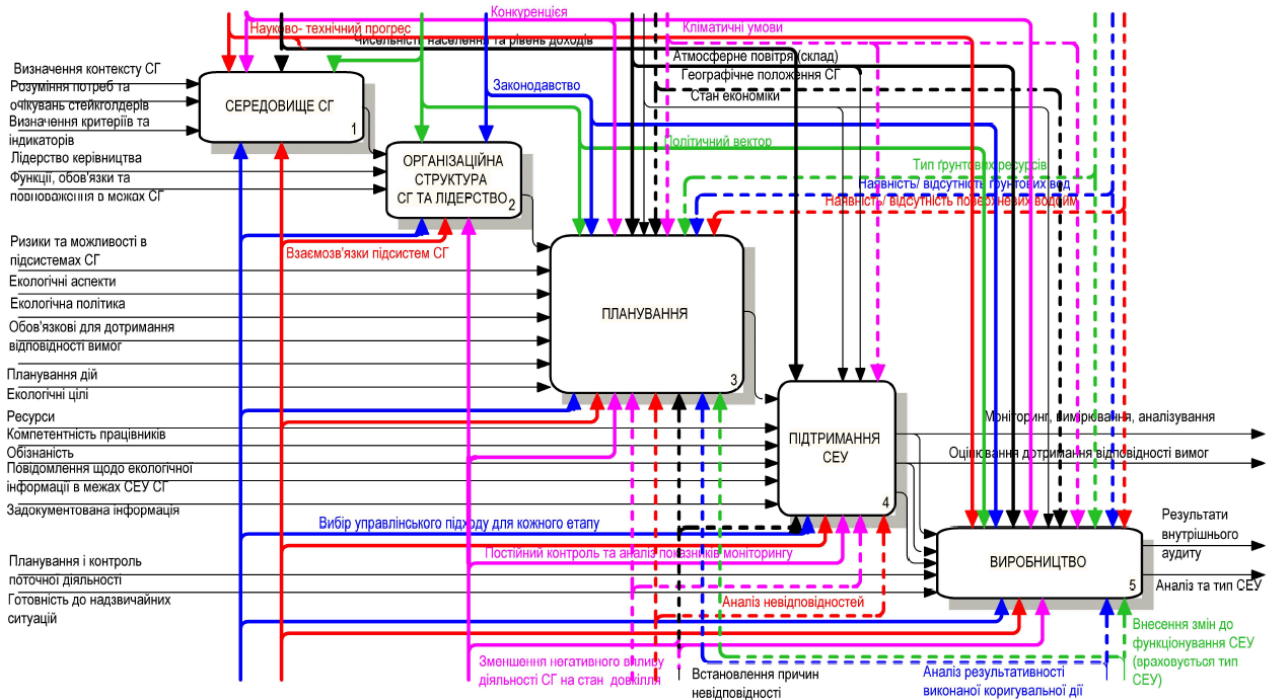 Конкуренцієя
Науково- технічний прогрес
Чисельність населення та рівень доходів
Кліматичні умови
Атмосферне повітря (склад)
Географічне положення СГ
Стан економіки
Законодавство
Політичний вектор
Тип ґрунтових ресурсів
Наявність/ відсутність ґрунтових вод
Наявність/ відсутність поверхневих водойм
Визначення контексту СГ
Розуміння потреб та
очікувань стейкголдерів
Визначення критеріїв та
індикаторів
Лідерство керівництва
Функції, обов'язки та
повноваження в межах СГ
Ризики та можливості в
підсистемах СГ
Екологічні аспекти
Екологічна політика
Обов'язкові для дотримання
відповідності вимог
Планування дій
Екологічні цілі
Ресурси
Компетентність працівників
Обізнаність
Повідомлення щодо екологічної
інформації в межах СЕУ СГ
Задокументована інформація
Планування і контроль
поточної діяльності
Готовність до надзвичайних
ситуацій
СЕРЕДОВИЩЕ СГ
1
ОРГАНІЗАЦІЙНА
СТРУКТУРА
СГ ТА ЛІДЕРСТВО
2
Взаємозв'язки підсистем СГ
ПЛАНУВАННЯ
3
ПІДТРИМАННЯ
СЕУ
4
ВИРОБНИЦТВО
5
Моніторинг, вимірювання, аналізування
Оцінювання дотримання відповідності вимог
Результати
внутрішнього
аудиту
Аналіз та тип СЕУ
Вибір управлінського підходу для кожного етапу
Постійний контроль та аналіз показників моніторингу
Аналіз невідповідностей
Зменшення негативного впливу
діяльності СГ на стан довкілля
Встановлення причин
невідповідності
Аналіз результативності
виконаної коригувальної дії
Внесення змін до
функціонування СЕУ
(враховується тип
СЕУ)